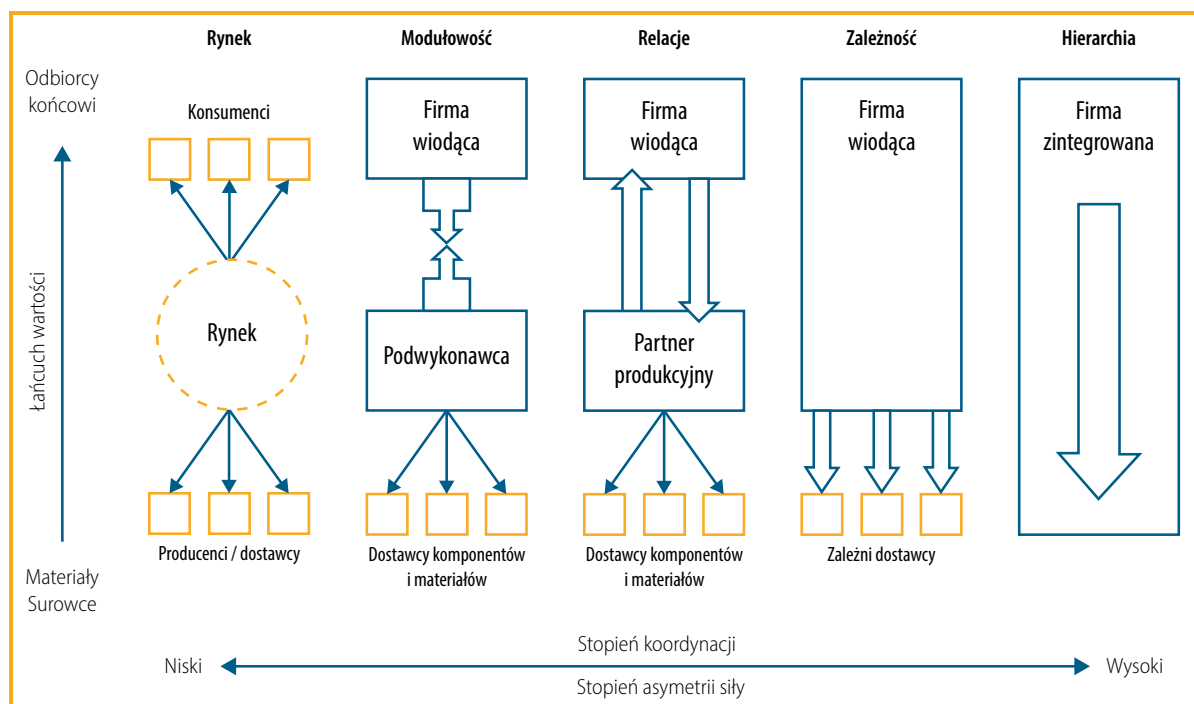 Rynek
Modułowość
Relacje
Zależność
Hierarchia
Odbiorcy
końcowi
Łańcuch wartości
Materiały
Surowce
Konsumenci
Rynek
Producenci / dostawcy
Firma
wiodąca
Podwykonawca
Dostawcy komponentów
i materiałów
Firma
wiodąca
Partner
produkcyjny
Dostawcy komponentów
i materiałów
Firma
wiodąca
Zależni dostawcy
Firma
zintegrowana
Niski
Stopień koordynacji
Stopień asymetrii siły
Wysoki